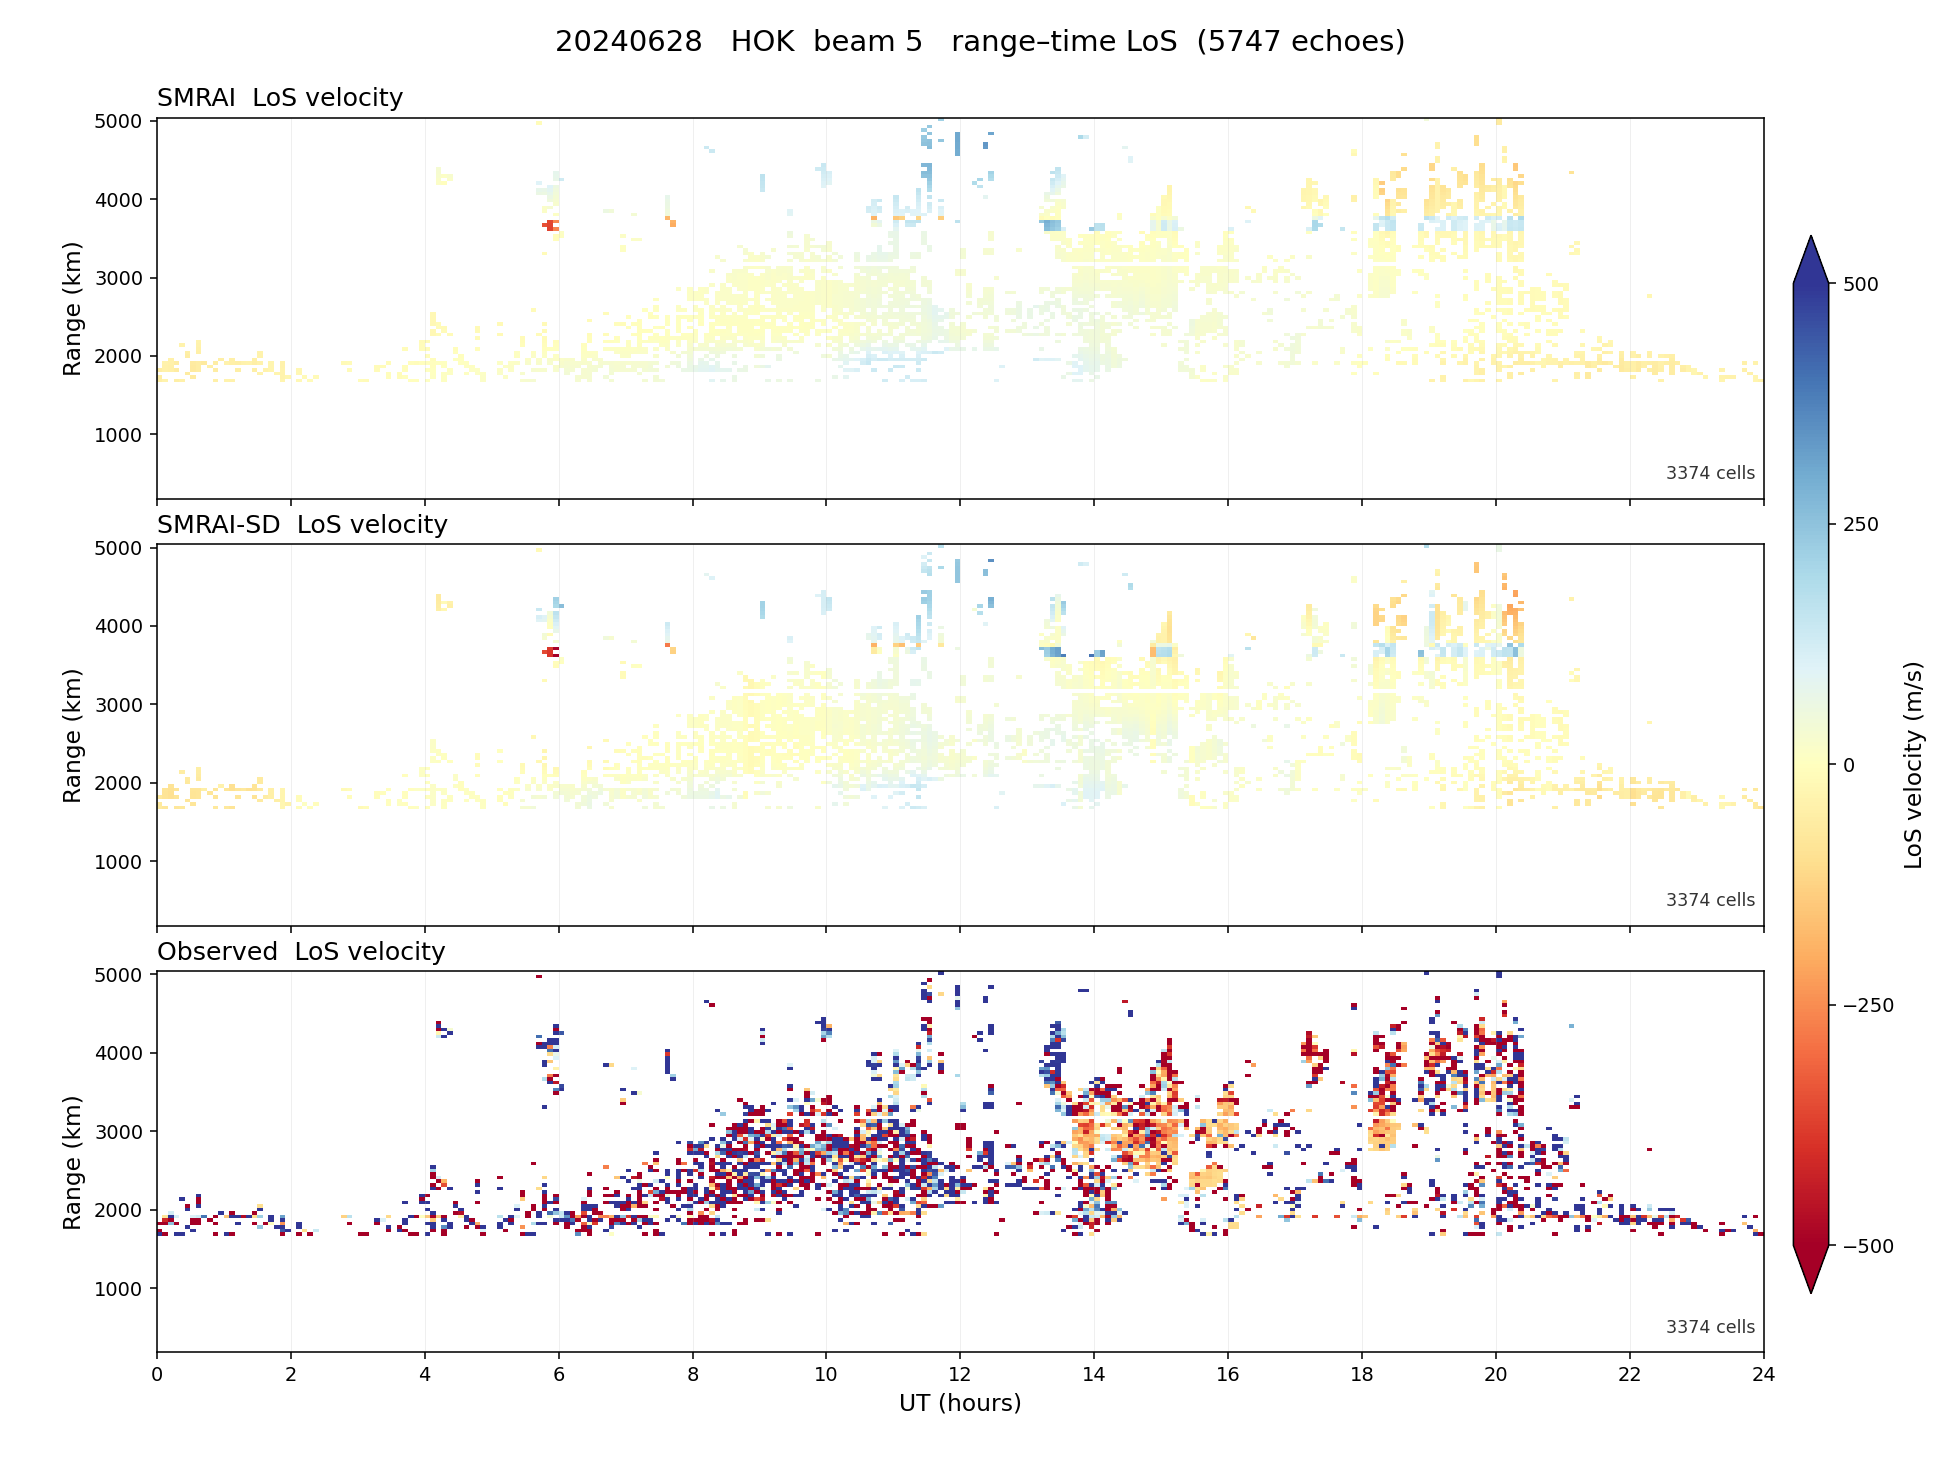 20240628 HOK beam 5 range–time LoS (5747 echoes)
SMRAI LoS velocity
5000
4000
3000
2000
1000
Range (km)
3374 cells
SMRAI-SD LoS velocity
5000
4000
3000
2000
1000
Range (km)
3374 cells
Observed LoS velocity
5000
4000
3000
2000
1000
Range (km)
3374 cells
0 2 4 6 8 10 12 14 16 18 20 22 24
UT (hours)
500
250
0
−250
−500
LoS velocity (m/s)